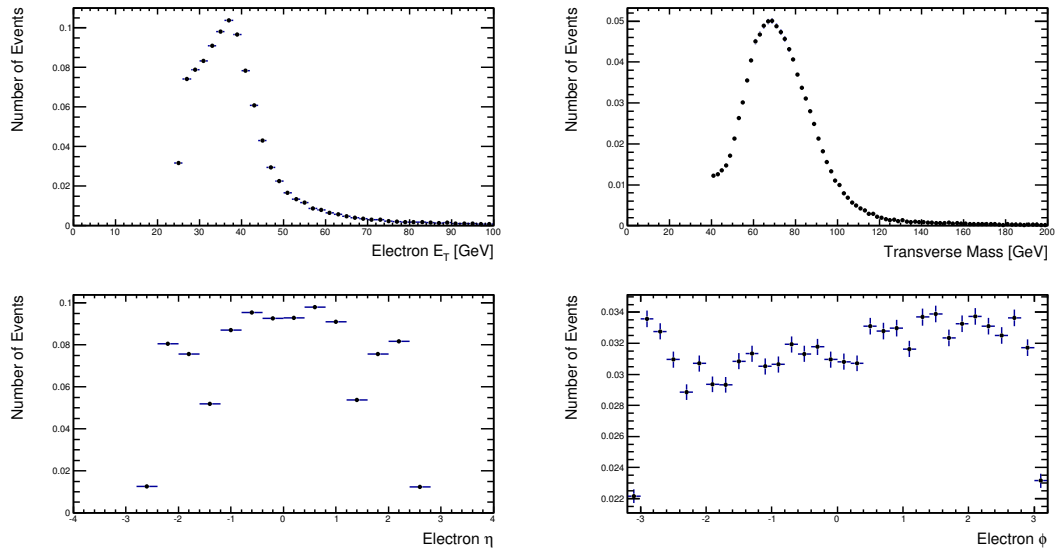 Number of Events
0.1
0.08
0.06
0.04
0.02
0
0 10 20 30 40 50 60 70 80 90 100
Electron E_T [GeV]
Number of Events
0.05
0.04
0.03
0.02
0.01
0
0 20 40 60 80 100 120 140 160 180 200
Transverse Mass [GeV]
Number of Events
0.1
0.08
0.06
0.04
0.02
0
-4 -3 -2 -1 0 1 2 3 4
Electron η
Number of Events
0.034
0.032
0.03
0.028
0.026
0.024
0.022
-3 -2 -1 0 1 2 3
Electron ϕ